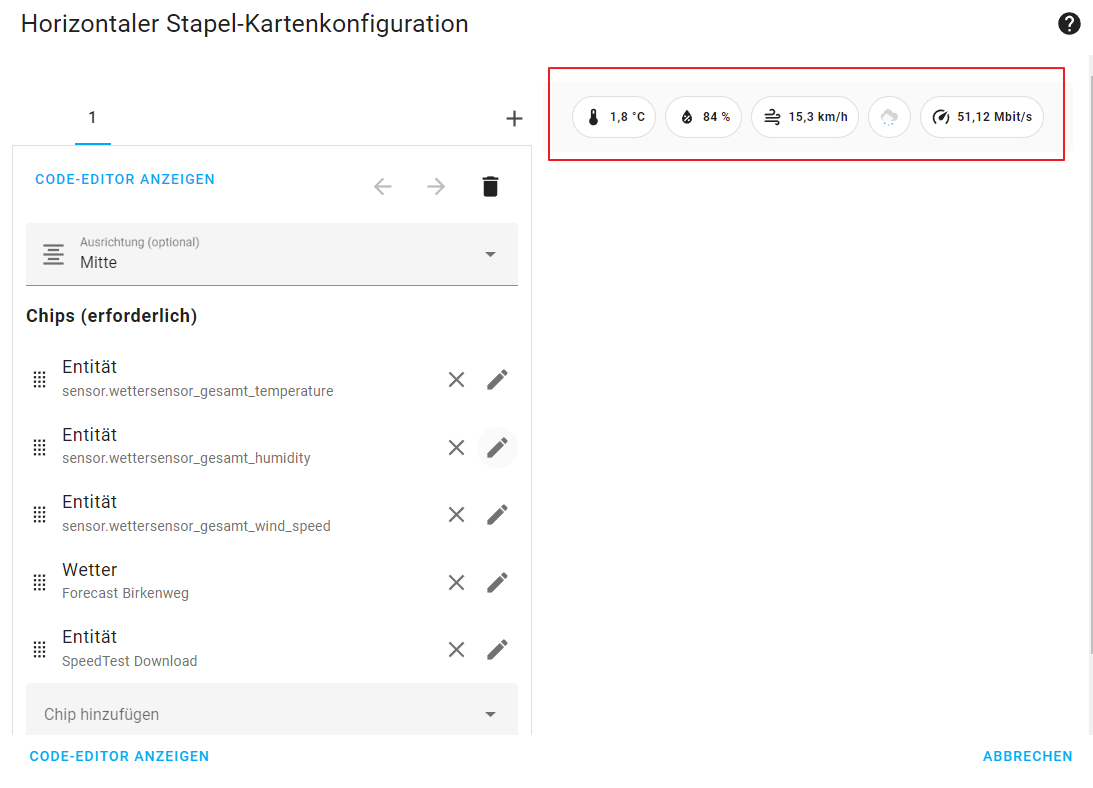 Horizontaler Stapel-Kartenkonfiguration
1
CODE-EDITOR ANZEIGEN
Ausrichtung (optional)
Mitte
Chips (erforderlich)
Entität
sensor.wettersensor_gesamt_temperature
Entität
sensor.wettersensor_gesamt_humidity
Entität
sensor.wettersensor_gesamt_wind_speed
Wetter
Forecast Birkenweg
Entität
SpeedTest Download
Chip hinzufügen
1,8 °C 84 % 15,3 km/h 51,12 Mbit/s
CODE-EDITOR ANZEIGEN ABBRECHEN